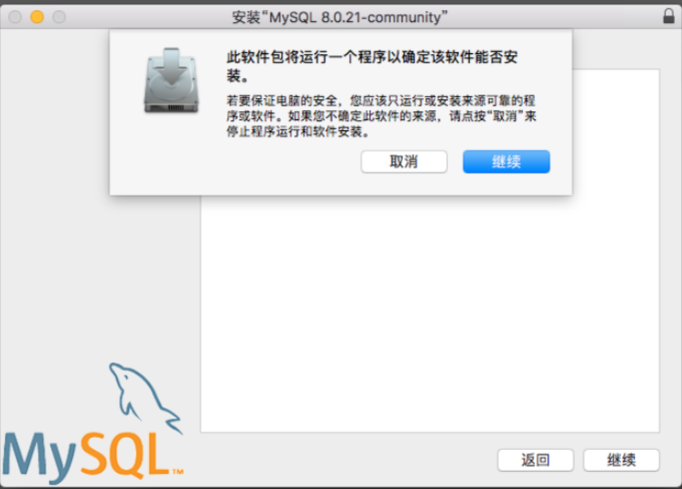 安装“MySQL 8.0.21-community”
此软件包将运行一个程序以确定该软件能否安
装。
若要保证电脑的安全，您应该只运行或安装来源可靠的程
序或软件。如果您不确定此软件的来源，请点按“取消”来
停止程序运行和软件安装。
取消
继续
MySQL™
返回
继续